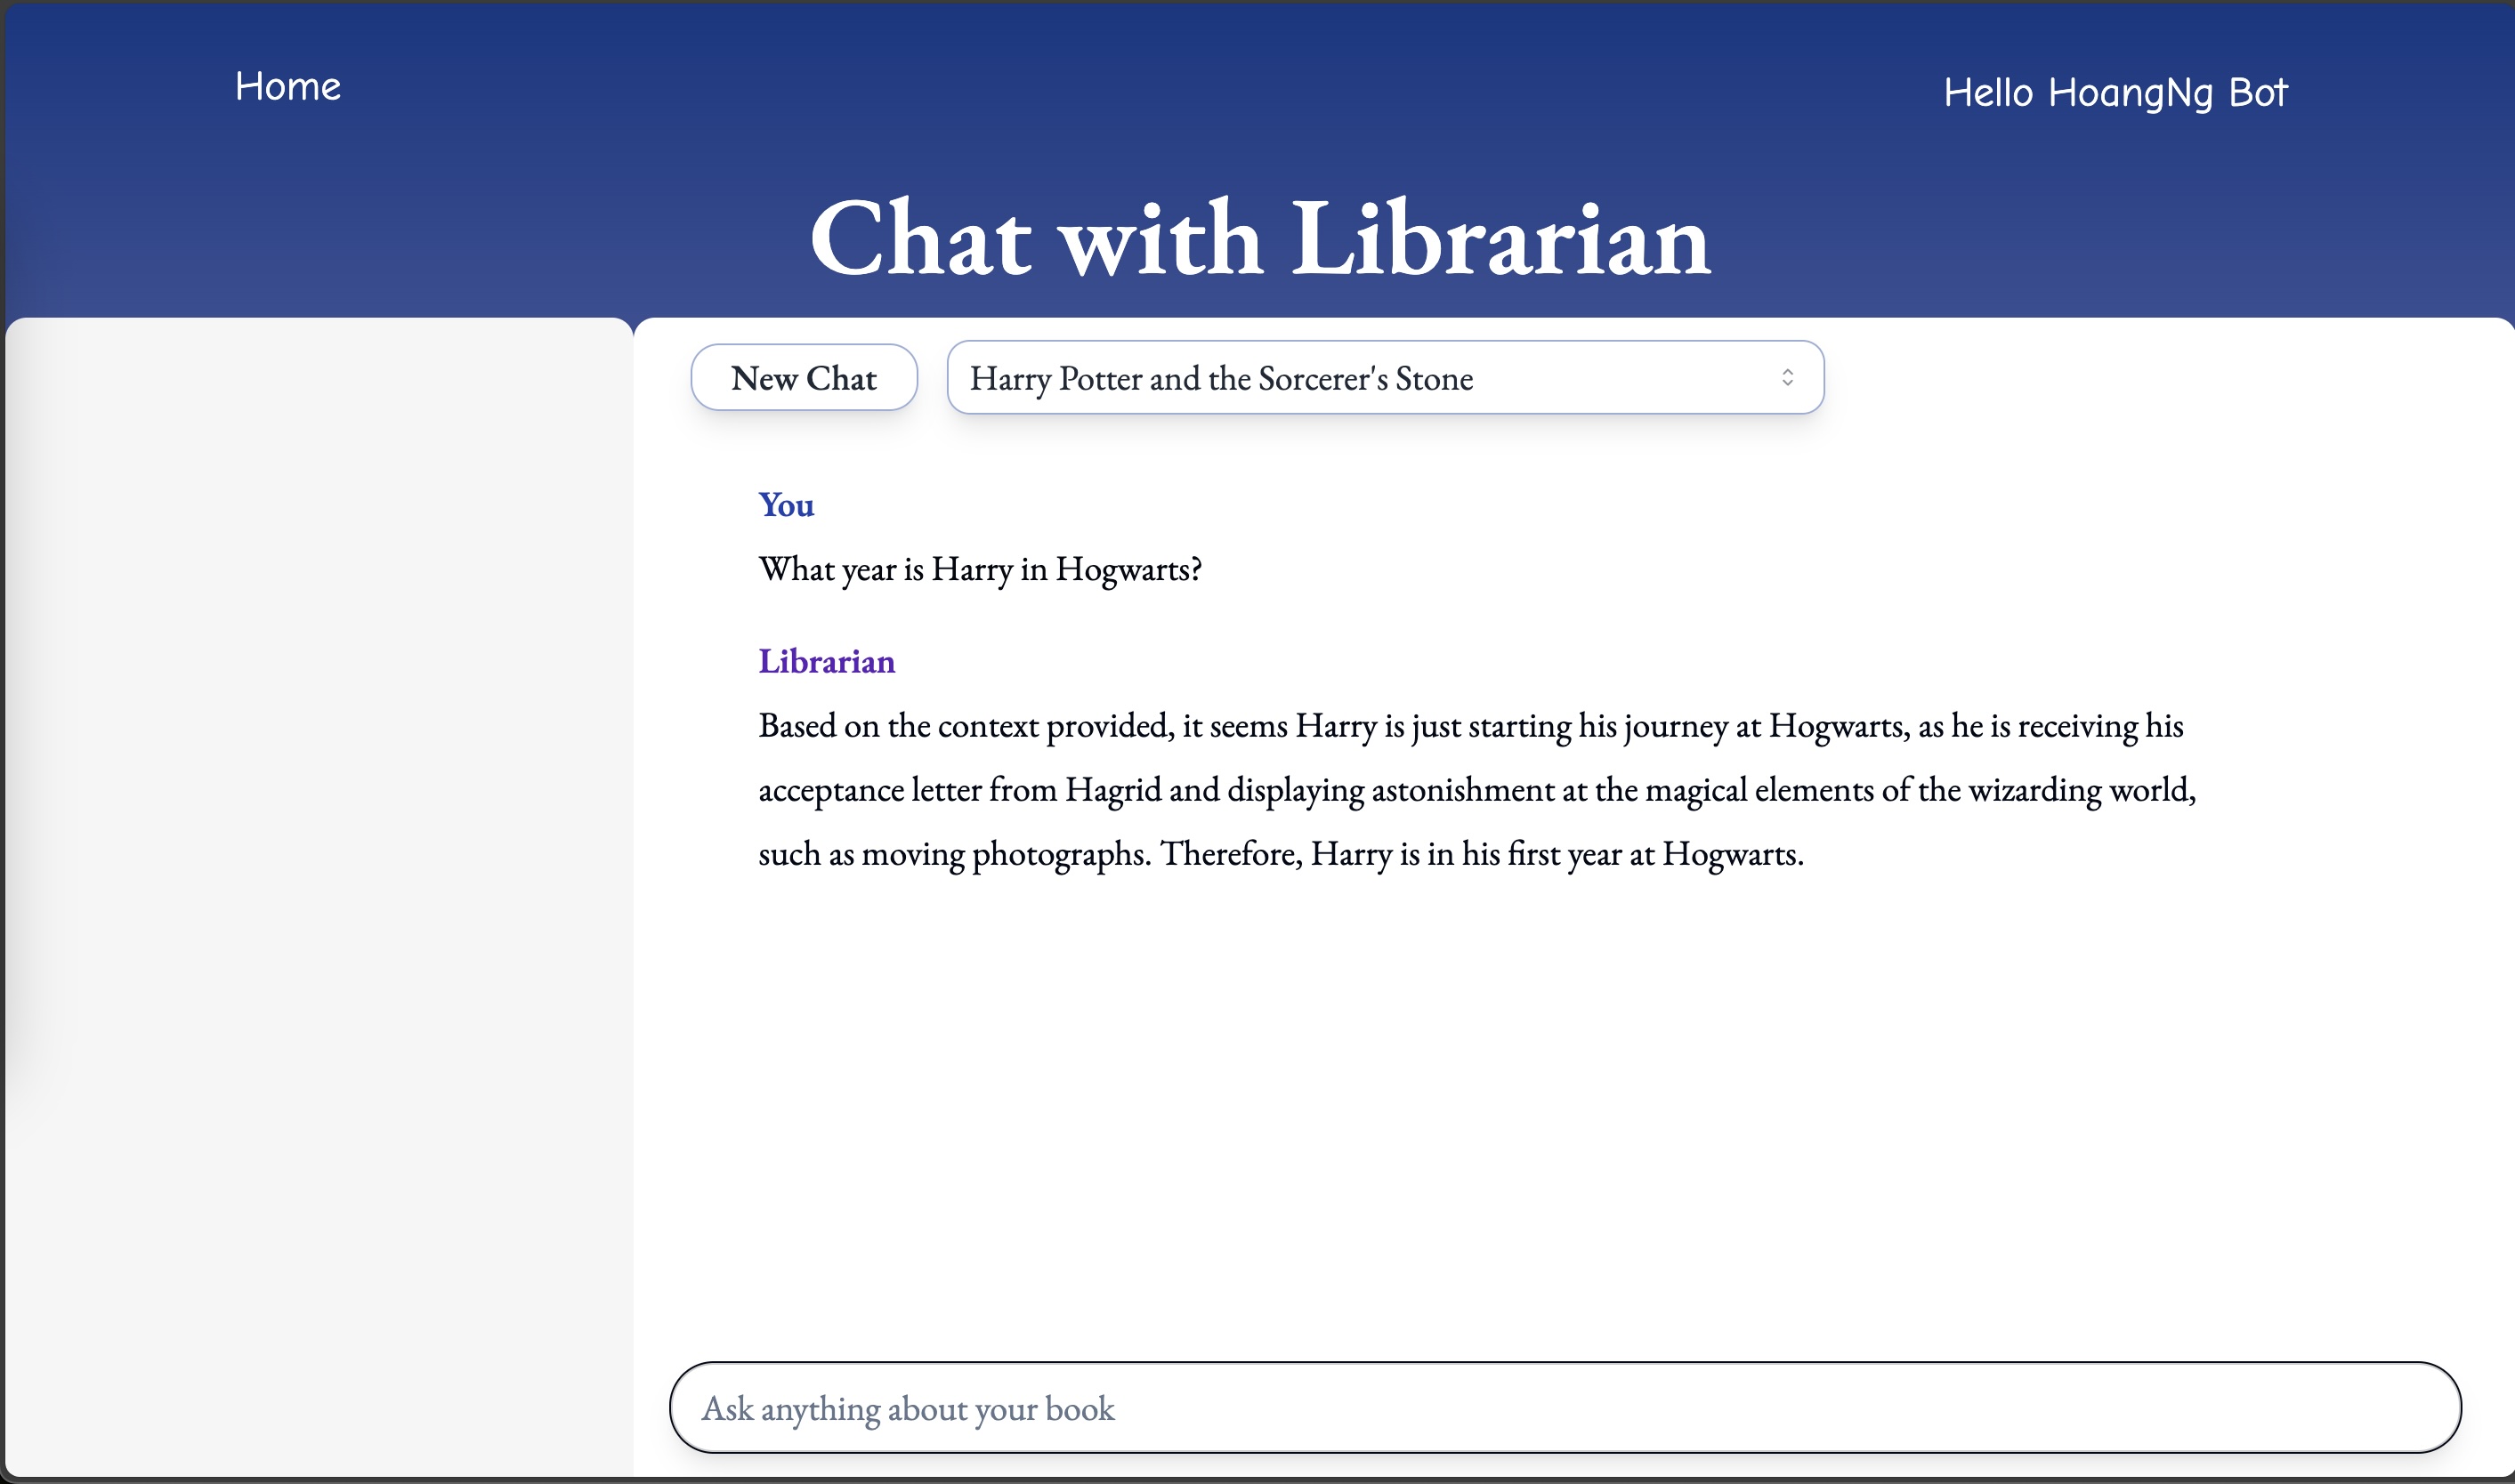 Home
Hello HoangNg Bot
Chat with Librarian
New Chat
Harry Potter and the Sorcerer's Stone
You
What year is Harry in Hogwarts?
Librarian
Based on the context provided, it seems Harry is just starting his journey at Hogwarts, as he is receiving his
acceptance letter from Hagrid and displaying astonishment at the magical elements of the wizarding world,
such as moving photographs. Therefore, Harry is in his first year at Hogwarts.
Ask anything about your book